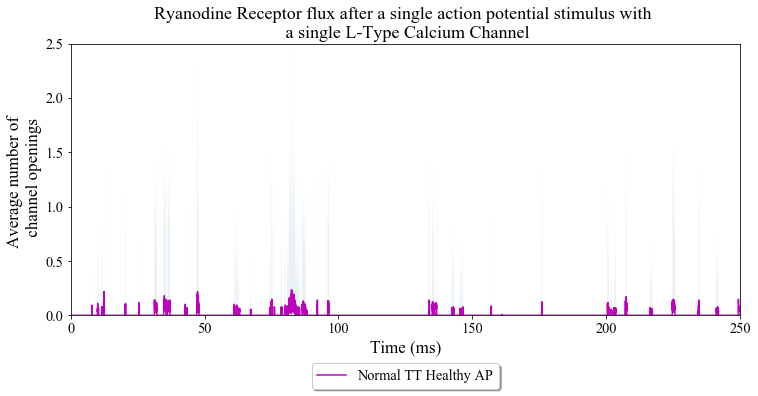 Ryanodine Receptor flux after a single action potential stimulus with
a single L-Type Calcium Channel
2.5
2.0
1.5
1.0
0.5
0.0
Average number of
channel openings
0 50 100 150 200 250
Time (ms)
Normal TT Healthy AP